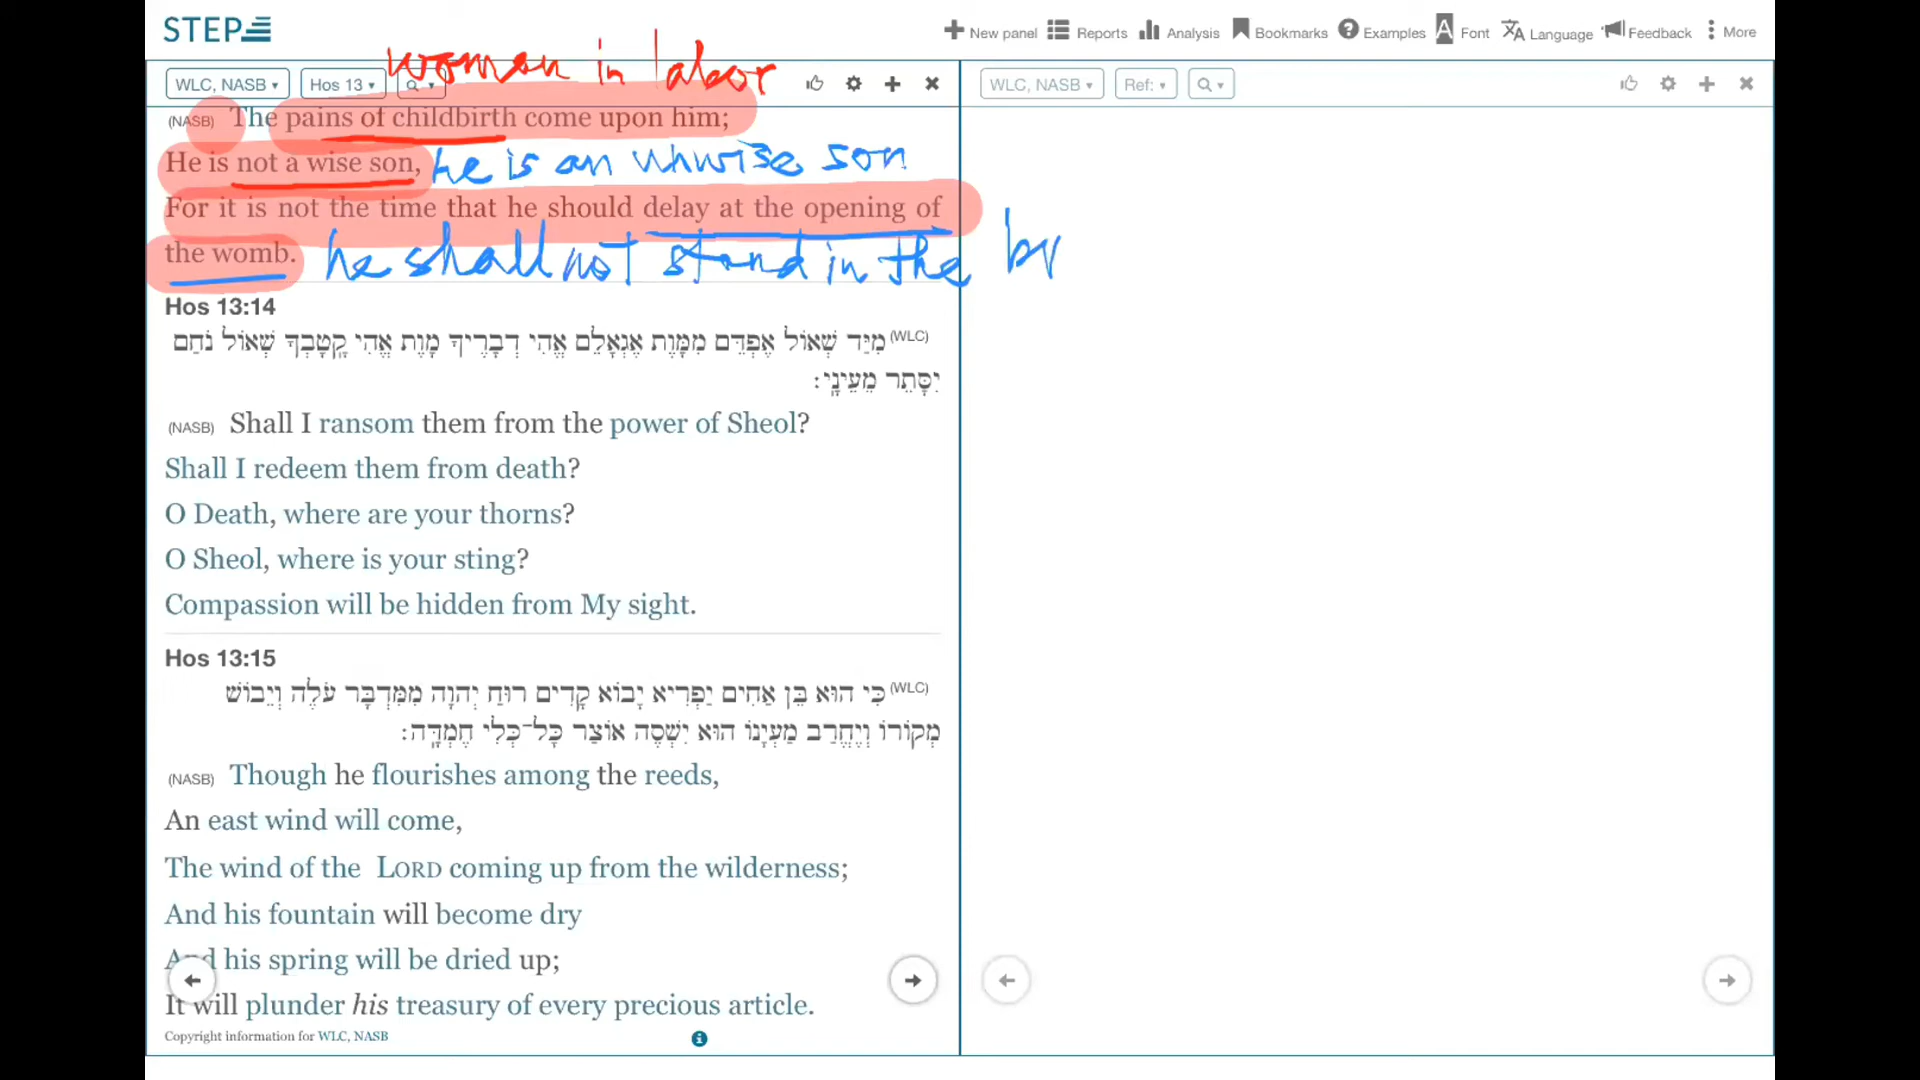 STEP
New panel Reports Analysis Bookmarks Examples Font Language Feedback More
women in labor
WLC, NASB Hos 13
WLC, NASB Ref:
(NASB) The pains of childbirth come upon him;
He is not a wise son, he is an unwise son
For it is not the time that he should delay at the opening of
the womb. he shall not stand in the br
Hos 13:14
(WLC) מִיַּד שְׁאוֹל אֶפְדֵּם מִמָּוֶת אֶגְאָלֵם אֱהִי דְבָרֶיךָ מָוֶת אֱהִי קָטָבְךָ שְׁאוֹל נֹחַם
יִסָּתֵר מֵעֵינָי׃
(NASB) Shall I ransom them from the power of Sheol?
Shall I redeem them from death?
O Death, where are your thorns?
O Sheol, where is your sting?
Compassion will be hidden from My sight.
Hos 13:15
(WLC) כִּי הוּא בֵּן אַחִים יַפְרִיא יָבוֹא קָדִים רוּחַ יְהוָה מִמִּדְבָּר עֹלֶה וְיֵבוֹשׁ
מְקוֹרוֹ וְיֶחֱרַב מַעְיָנוֹ הוּא יִשְׁסֶה אוֹצַר כָּל־כְּלִי חֶמְדָּה׃
(NASB) Though he flourishes among the reeds,
An east wind will come,
The wind of the LORD coming up from the wilderness;
And his fountain will become dry
And his spring will be dried up;
It will plunder his treasury of every precious article.
Copyright information for WLC, NASB